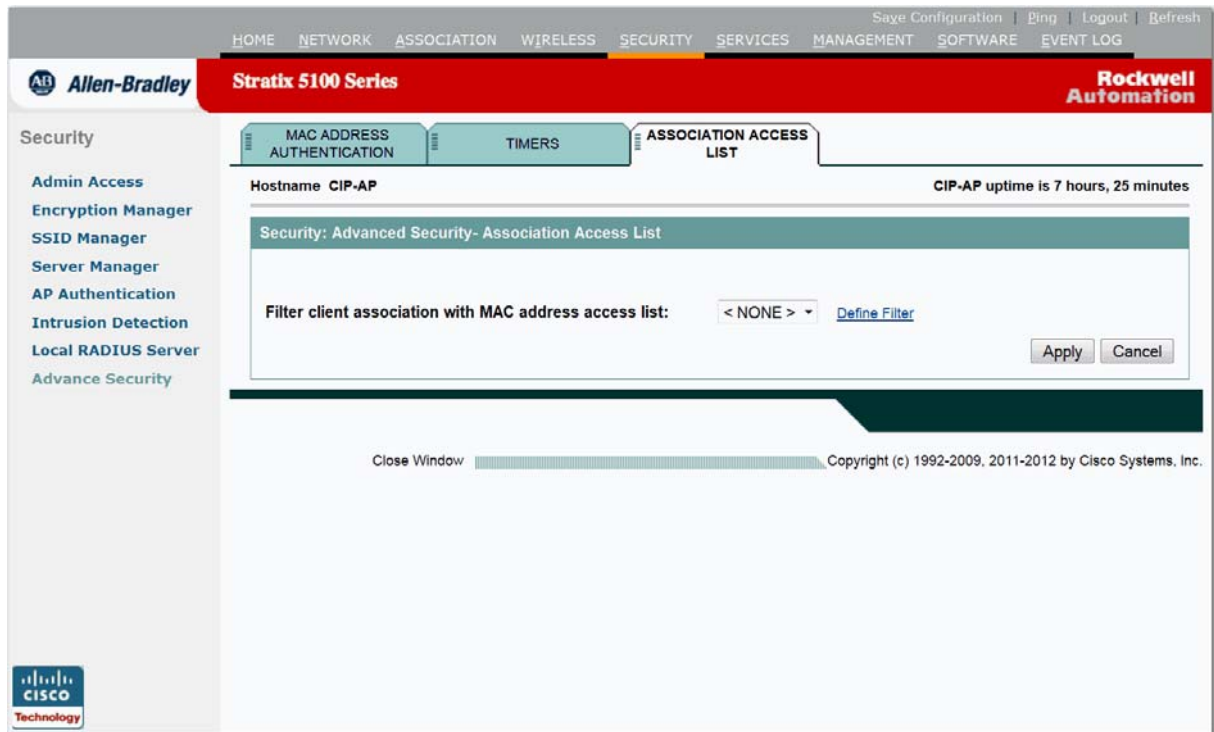 Save Configuration | Ping | Logout | Refresh
HOME NETWORK ASSOCIATION WIRELESS SECURITY SERVICES MANAGEMENT SOFTWARE EVENT LOG
AB Allen-Bradley
Stratix 5100 Series
Rockwell
Automation
Security
Admin Access
Encryption Manager
SSID Manager
Server Manager
AP Authentication
Intrusion Detection
Local RADIUS Server
Advance Security
MAC ADDRESS
AUTHENTICATION
TIMERS
ASSOCIATION ACCESS
LIST
Hostname CIP-AP
CIP-AP uptime is 7 hours, 25 minutes
Security: Advanced Security- Association Access List
Filter client association with MAC address access list: < NONE > Define Filter
Apply Cancel
Close Window
Copyright (c) 1992-2009, 2011-2012 by Cisco Systems, Inc.
CISCO
Technology